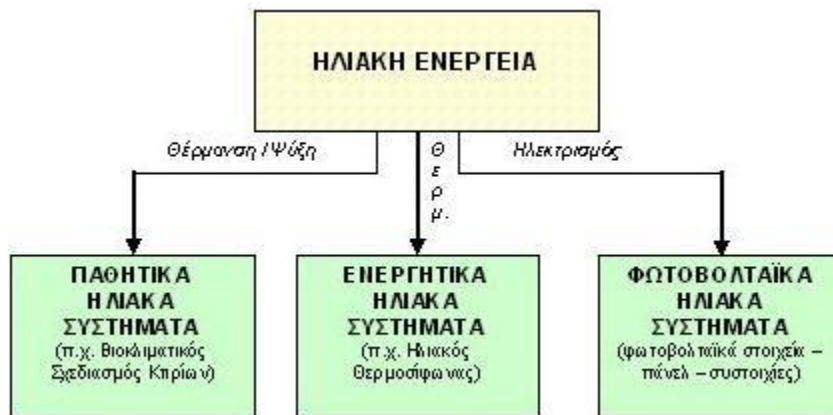 ΗΛΙΑΚΗ ΕΝΕΡΓΕΙΑ
Θέρμανση / Ψύξη
Θερμ.
Ηλεκτρισμός
ΠΑΘΗΤΙΚΑ
ΗΛΙΑΚΑ
ΣΥΣΤΗΜΑΤΑ
(π.χ. Βιοκλιματικός
Σχεδιασμός Κτιρίων)
ΕΝΕΡΓΗΤΙΚΑ
ΗΛΙΑΚΑ
ΣΥΣΤΗΜΑΤΑ
(π.χ. Ηλιακός
Θερμοσίφωνας)
ΦΩΤΟΒΟΛΤΑΪΚΑ
ΗΛΙΑΚΑ
ΣΥΣΤΗΜΑΤΑ
(φωτοβολταϊκά στοιχεία –
πάνελ – συστοιχίες)